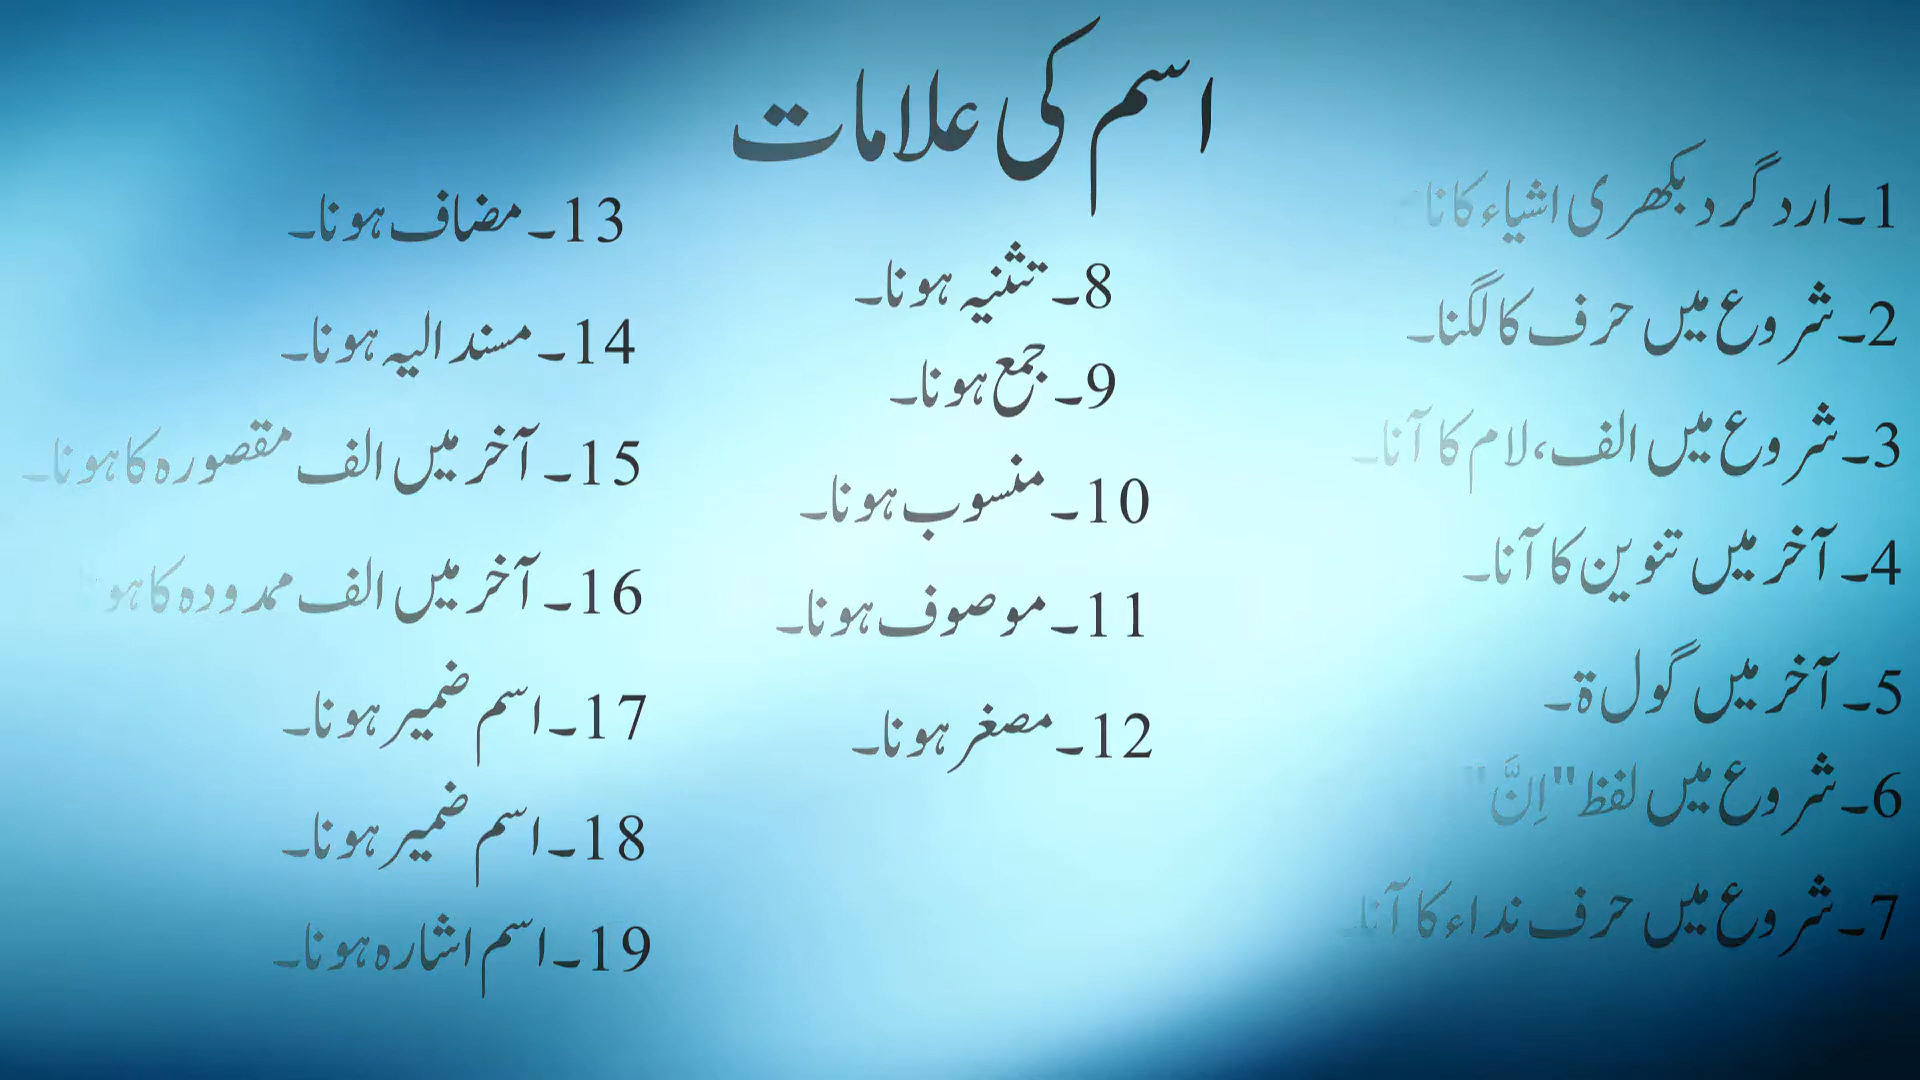 اسم کی علامات
1۔ارد گرد بکھری اشیاء کا نا
2۔شروع میں حرف کا لگنا۔
3۔شروع میں الف، لام کا آنا۔
4۔آخر میں تنوین کا آنا۔
5۔آخر میں گول ة۔
6۔شروع میں لفظ "اِنَّ"
7۔شروع میں حرف نداء کا آنا۔
8۔تثنیہ ہونا۔
9۔جمع ہونا۔
10۔منسوب ہونا۔
11۔موصوف ہونا۔
12۔مصغر ہونا۔
13۔مضاف ہونا۔
14۔مسند الیہ ہونا۔
15۔آخر میں الف مقصورہ کا ہونا۔
16۔آخر میں الف ممدودہ کا ہونا
17۔اسم ضمیر ہونا۔
18۔اسم ضمیر ہونا۔
19۔اسم اشارہ ہونا۔